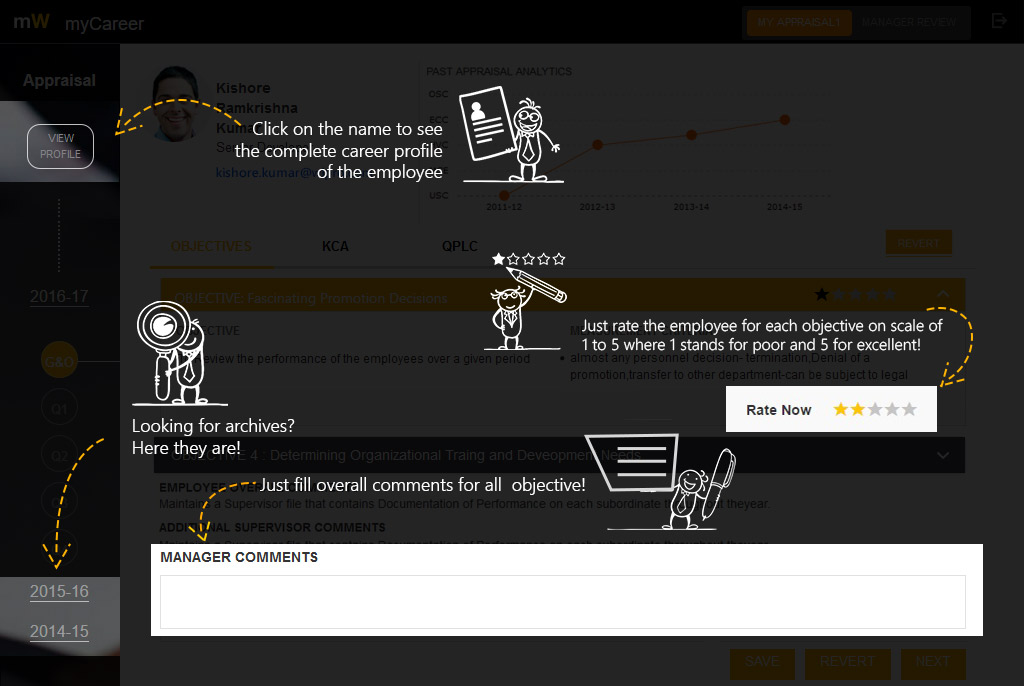 mW myCareer
MY APPRAISAL1 MANAGER REVIEW
Appraisal
VIEW
PROFILE
Kishore
Ramkrishna
kishore.kumar@
PAST APPRAISAL ANALYTICS
OSC
ECC
USC
2011-12 2012-13 2013-14 2014-15
Click on the name to see
the complete career profile
of the employee
OBJECTIVES KCA QPLC
REVERT
2016-17
G&O
Q1
Q2
OBJECTIVE: Fascinating Promotion Decisions
review the performance of the employees over a given period
almost any personnel decision- termination,Denial of a
promotion,transfer to other department-can be subject to legal
Just rate the employee for each objective on scale of
1 to 5 where 1 stands for poor and 5 for excellent!
Rate Now
Looking for archives?
Here they are!
OBJECTIVE 4 : Determining Organizational Traing and Deveopment Needs
Just fill overall comments for all objective!
Maintains a Supervisor file that contains Documentation of Performance on each subordinate theyear.
SUPERVISOR COMMENTS
MANAGER COMMENTS
2015-16
2014-15
SAVE REVERT NEXT